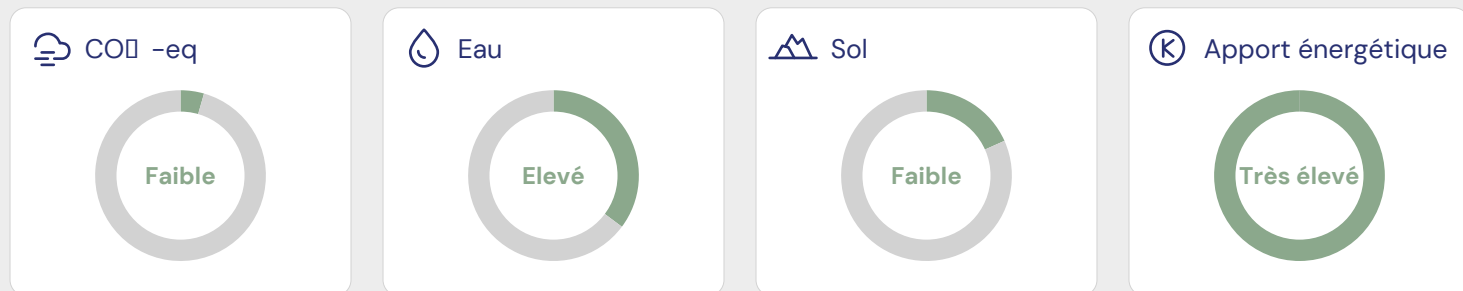 CO▯ -eq
Eau
Sol
Apport énergétique
Faible
Elevé
Faible
Très élevé